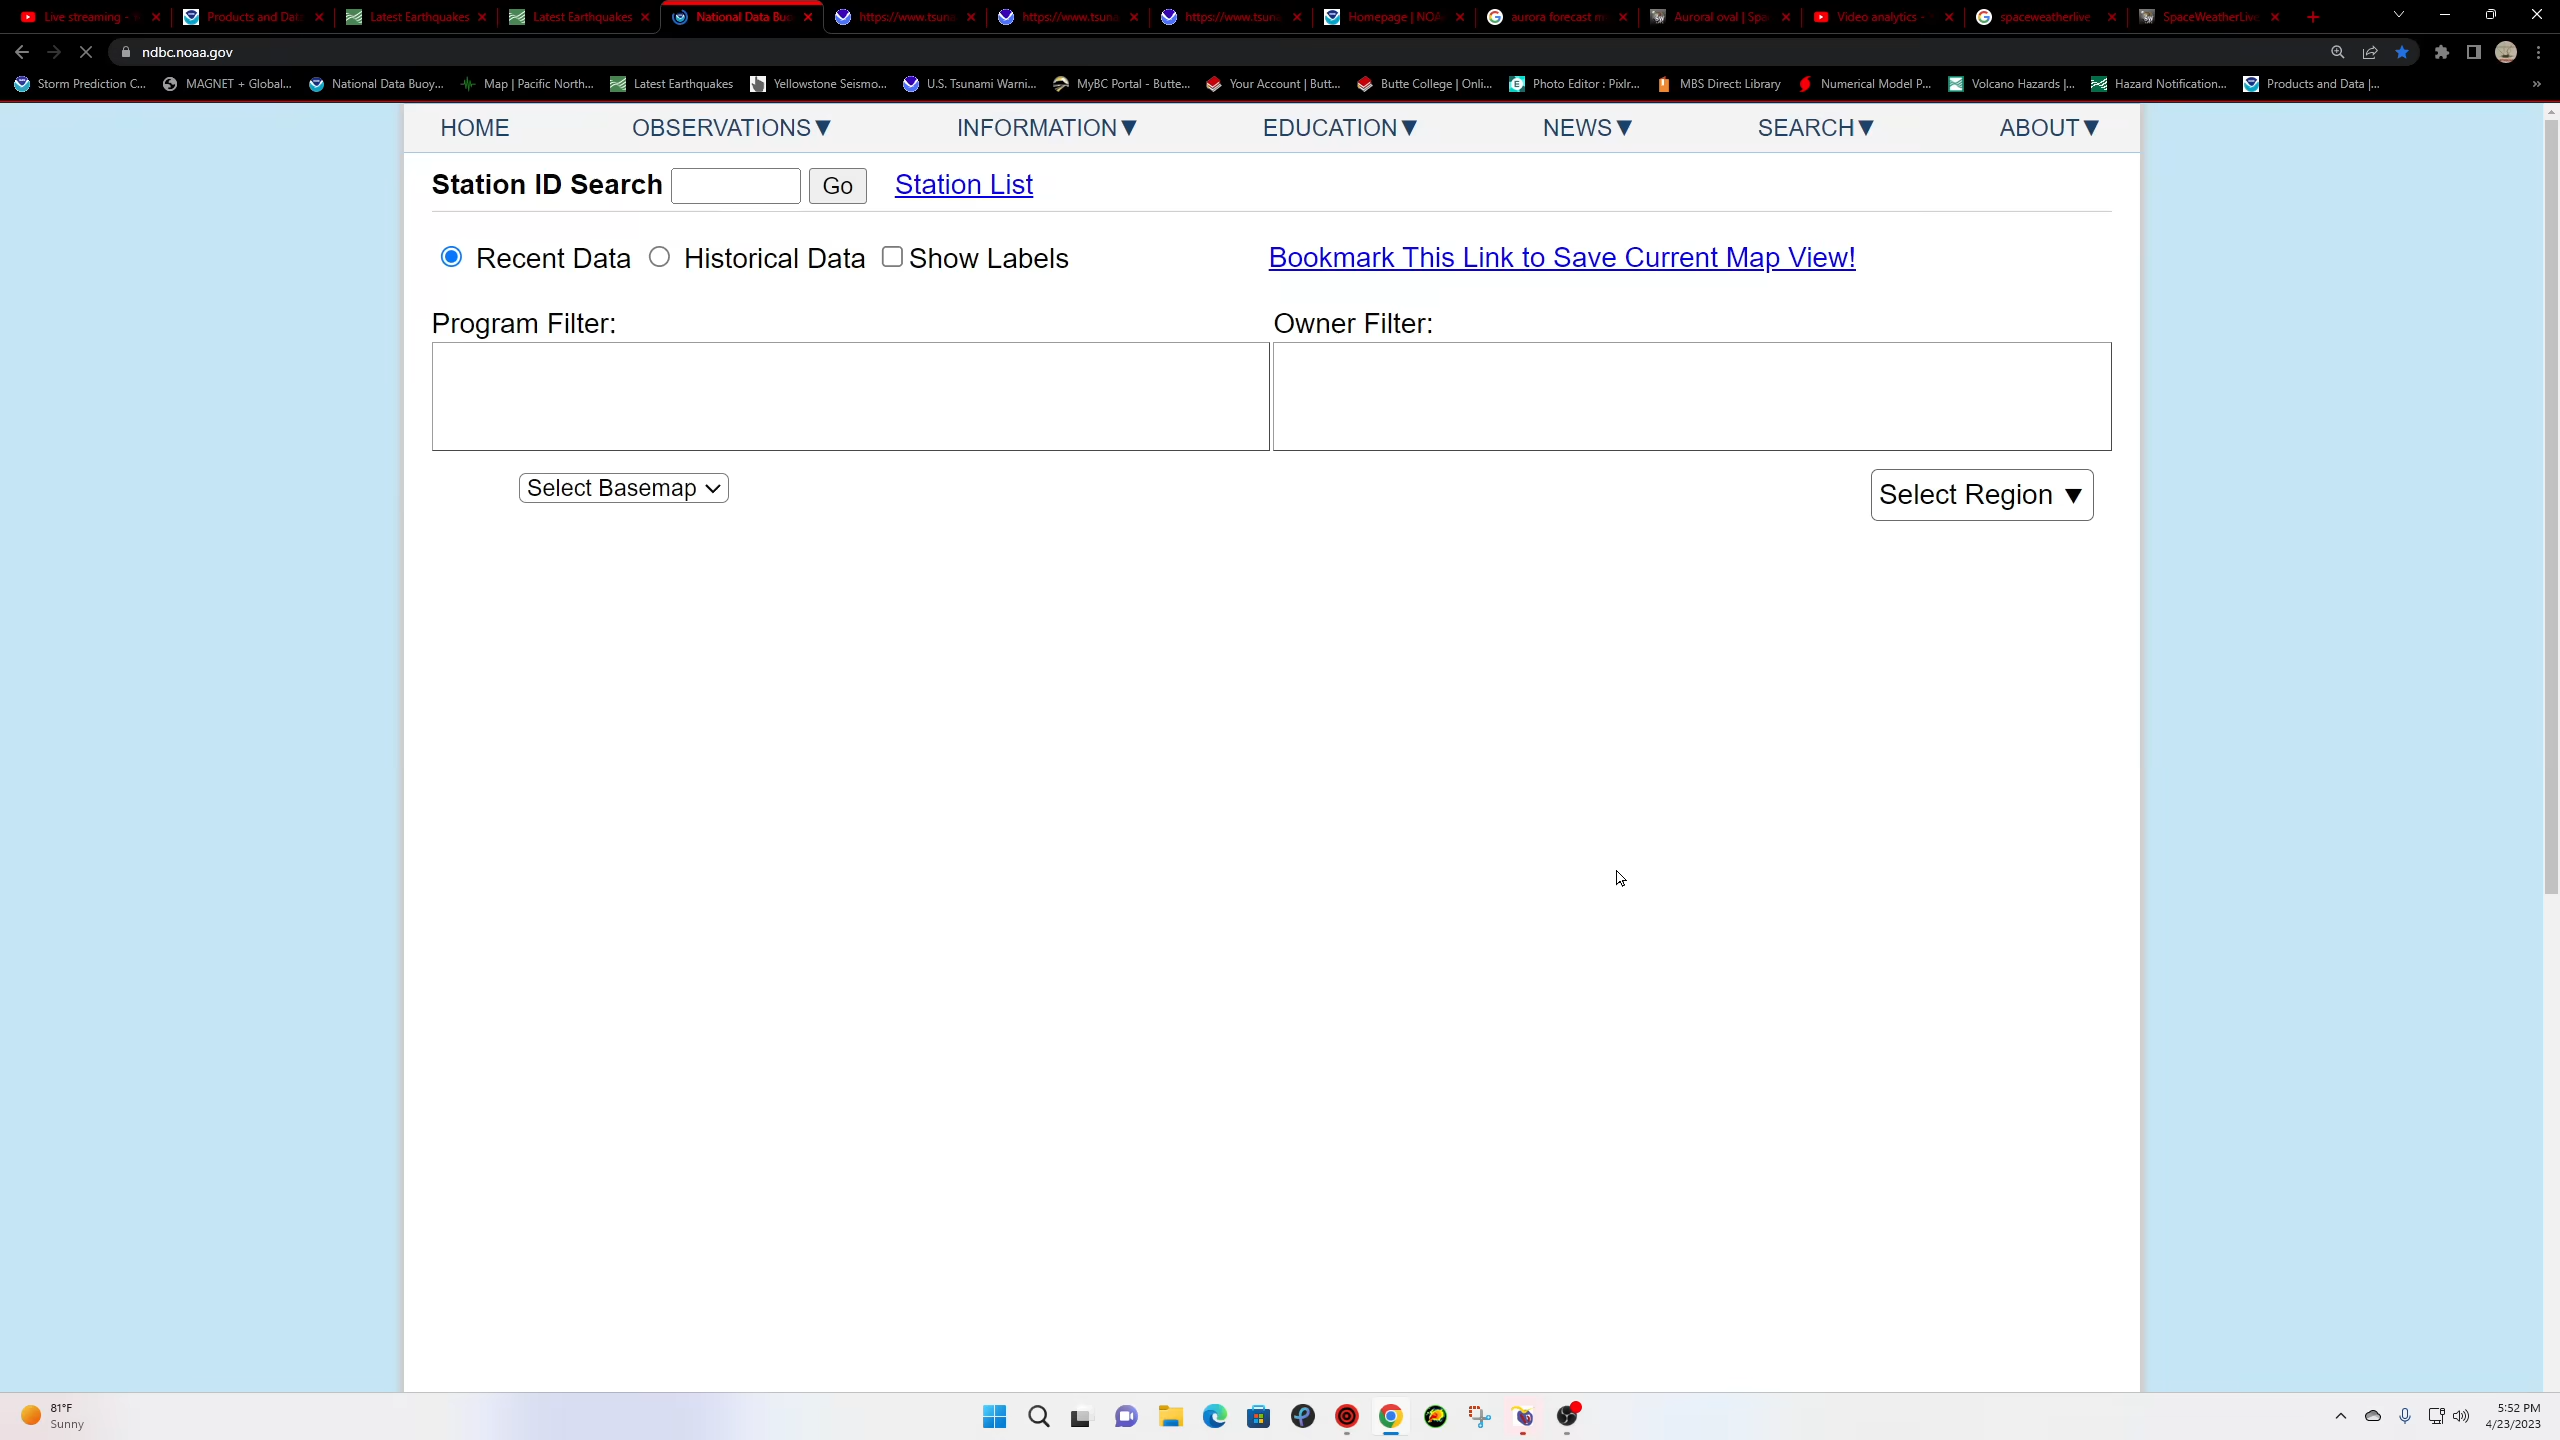 Live streaming -
Products and Dat
Latest Earthquakes
Latest Earthquakes
National Data Buo
https://www.tsuna
https://www.tsuna
https://www.tsuna
Homepage | NOA
aurora forecast m
Auroral oval | Spac
Video analytics -
spaceweatherlive
SpaceWeatherLive
ndbc.noaa.gov
Storm Prediction C...
MAGNET + Global...
National Data Buoy...
Map | Pacific North...
Latest Earthquakes
Yellowstone Seismo...
U.S. Tsunami Warni...
MyBC Portal - Butte...
Your Account | Butt...
Butte College | Onli...
Photo Editor : Pixlr...
MBS Direct: Library
Numerical Model P...
Volcano Hazards |...
Hazard Notification...
Products and Data |...
HOME OBSERVATIONS▼ INFORMATION▼ EDUCATION▼ NEWS▼ SEARCH▼ ABOUT▼
Station ID Search Go Station List
Recent Data Historical Data Show Labels Bookmark This Link to Save Current Map View!
Program Filter: Owner Filter:
Select Basemap Select Region ▼
81°F
Sunny
5:52 PM
4/23/2023